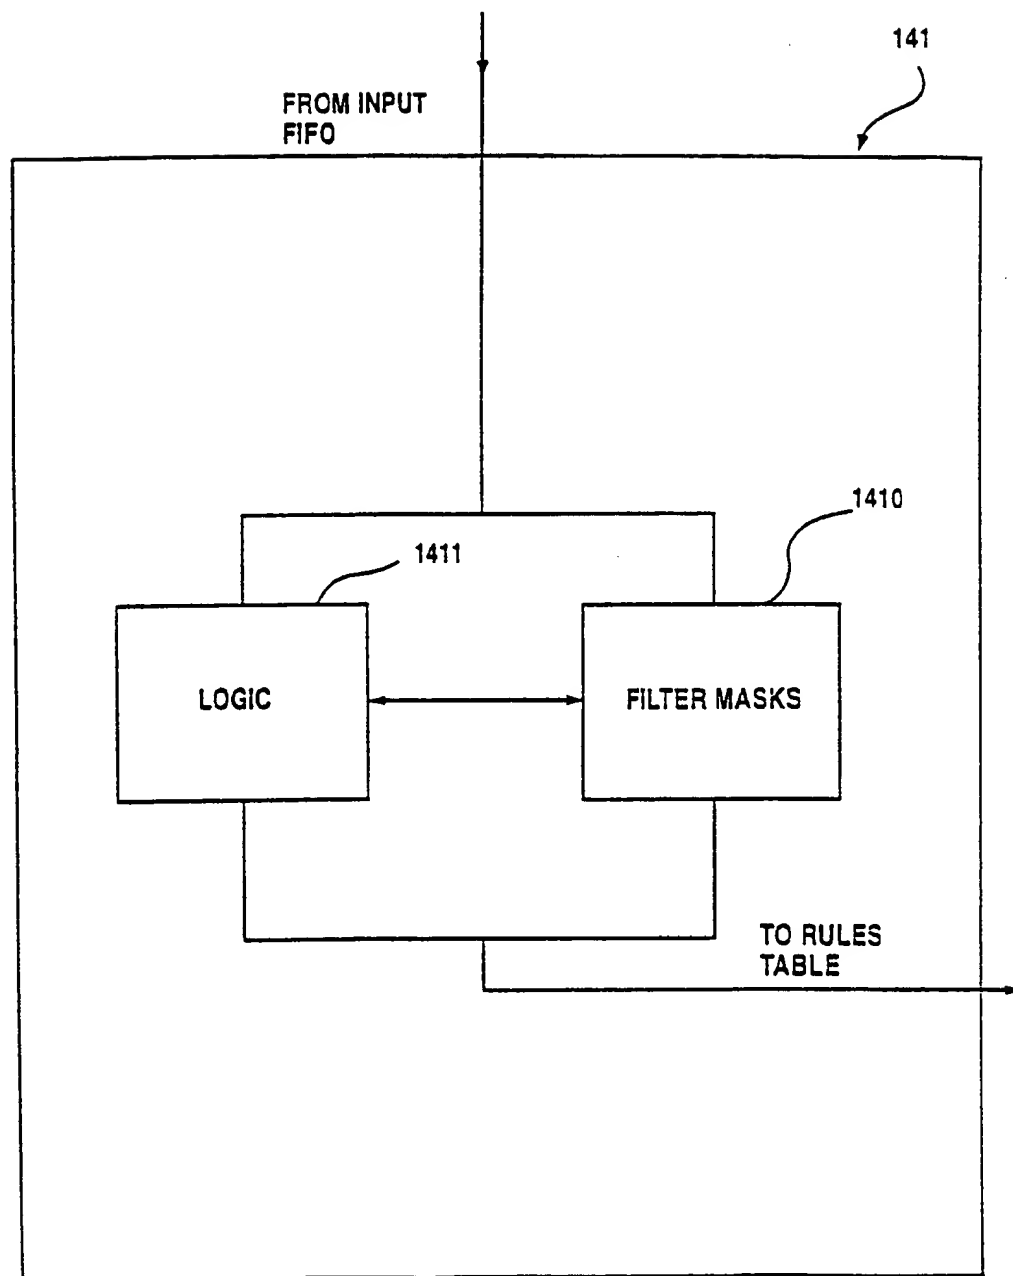 141
FROM INPUT
FIFO
1410
1411
LOGIC
FILTER MASKS
TO RULES
TABLE